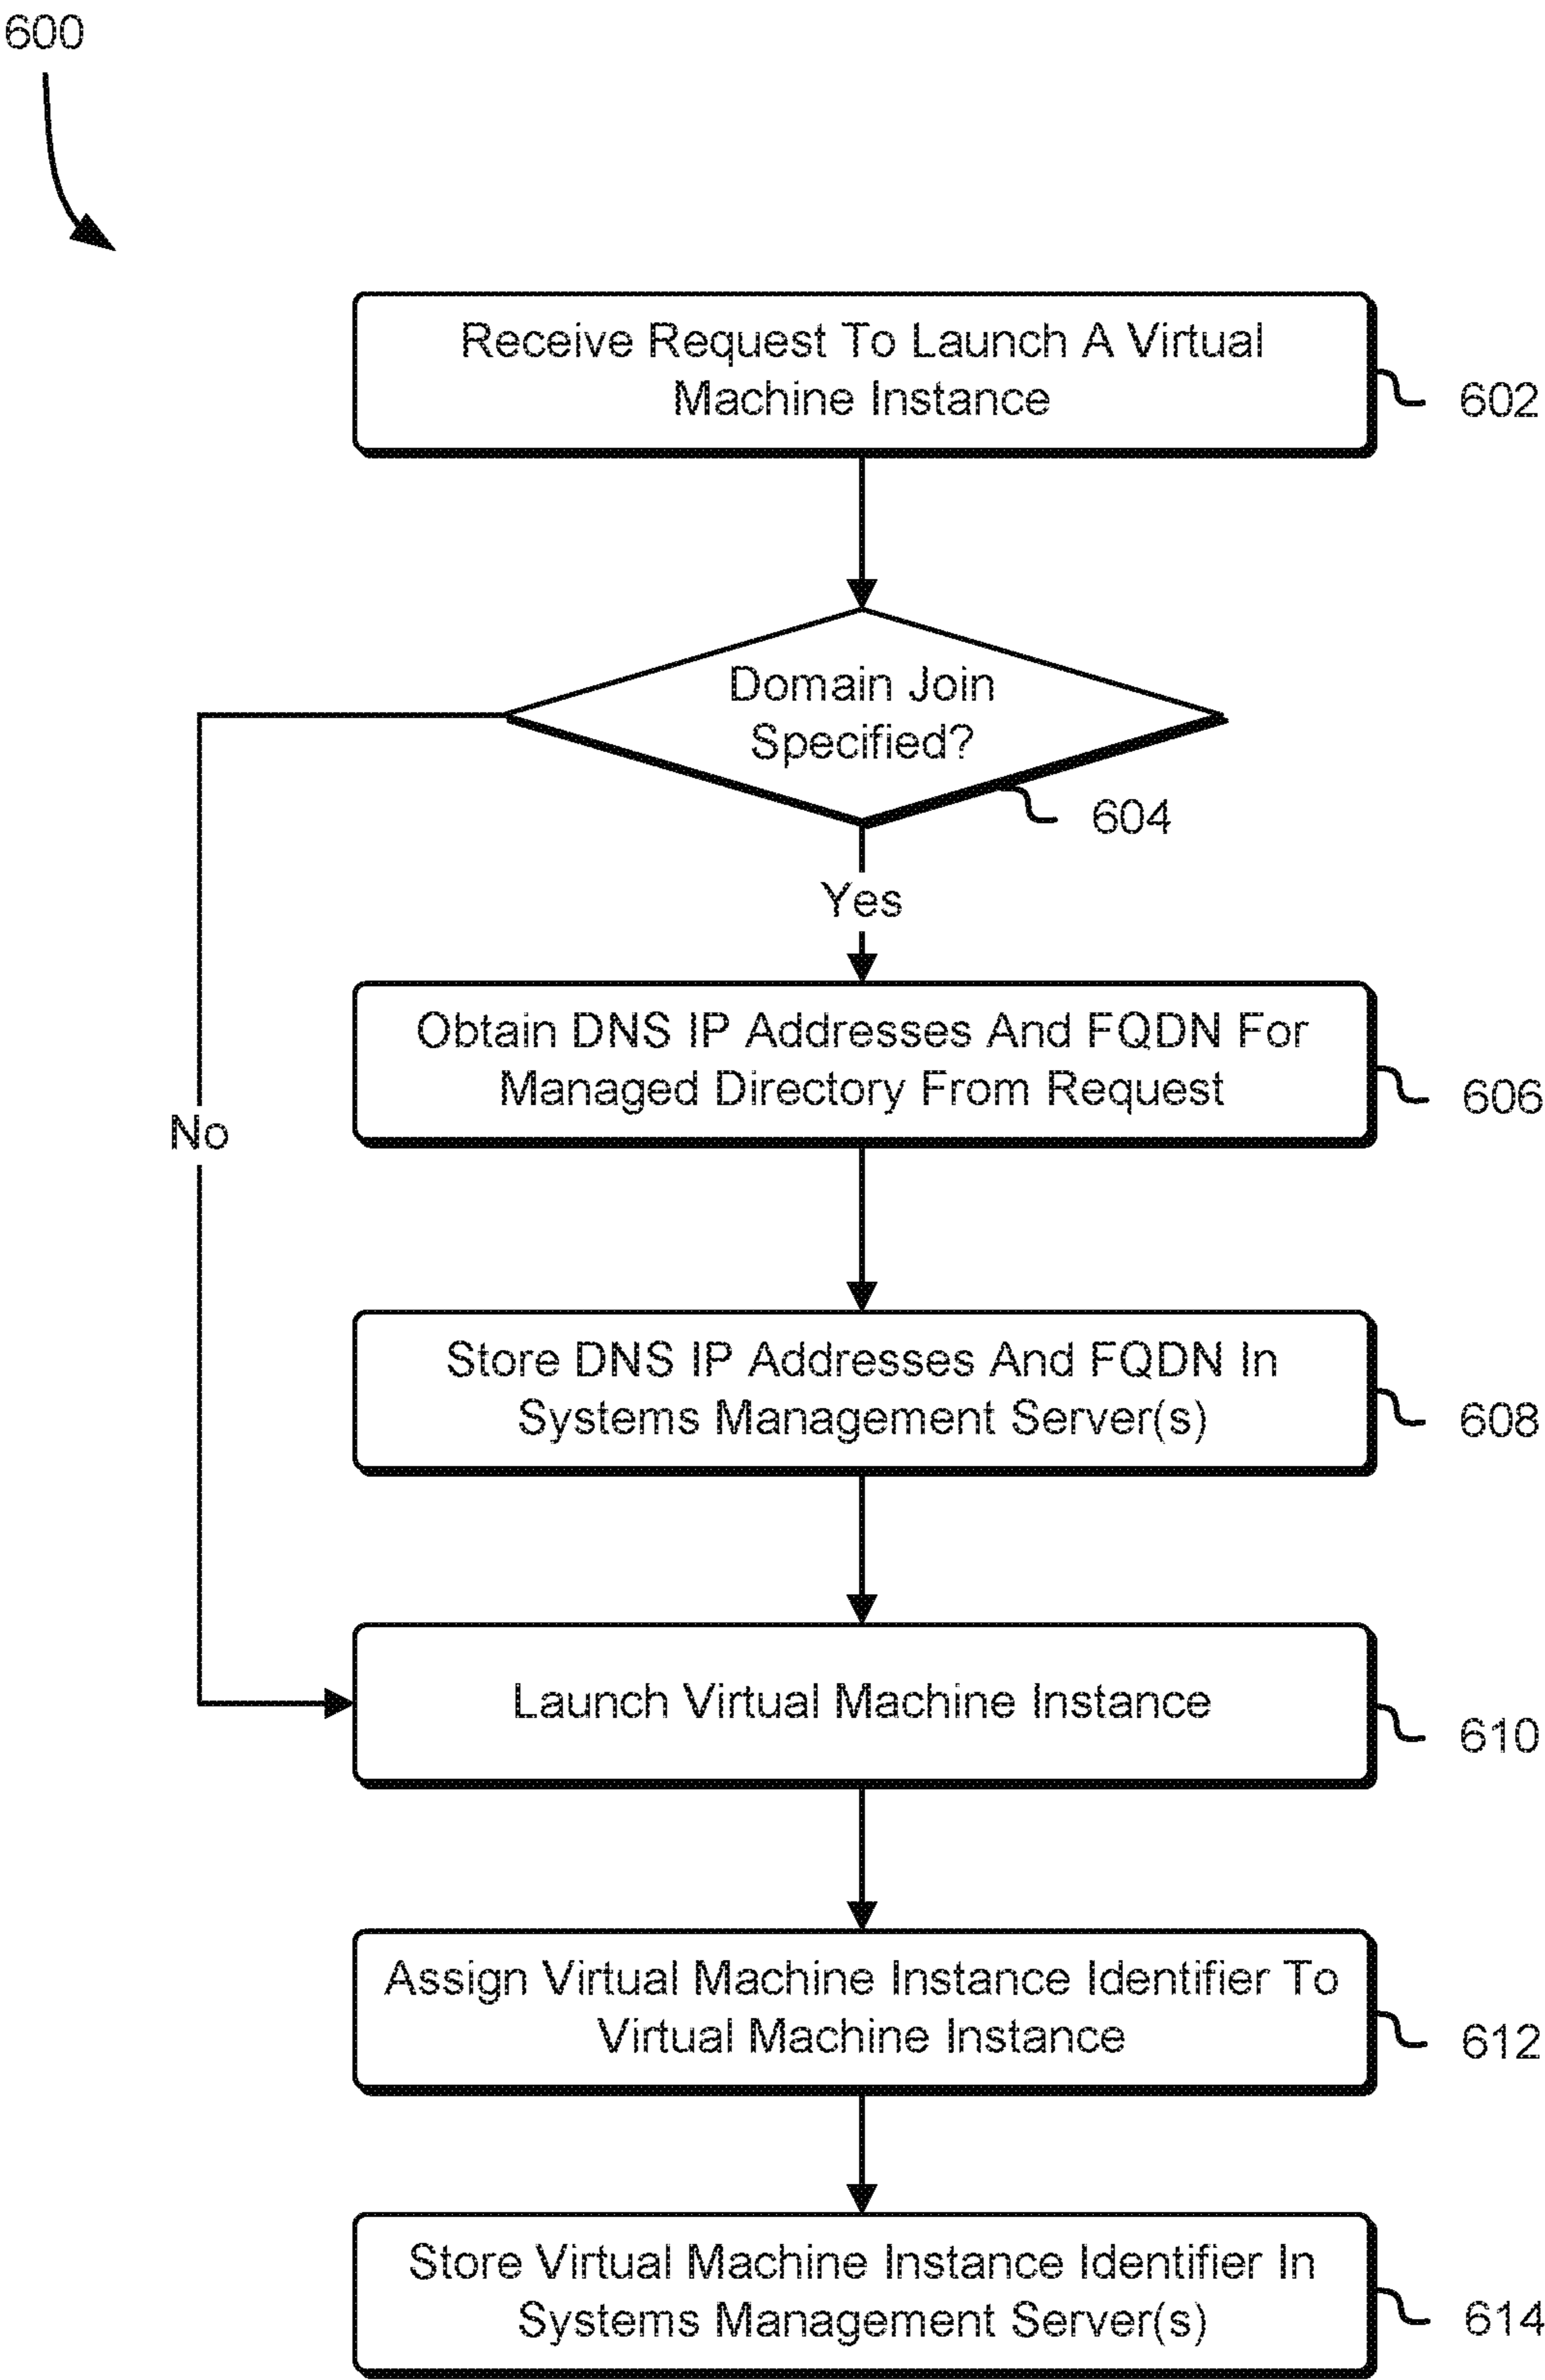 600
Receive Request To Launch A Virtual
Machine Instance
602
Domain Join
Specified?
604
Yes
Obtain DNS IP Addresses And FQDN For
Managed Directory From Request
606
No
Store DNS IP Addresses And FQDN In
Systems Management Server(s)
608
Launch Virtual Machine Instance
610
Assign Virtual Machine Instance Identifier To
Virtual Machine Instance
612
Store Virtual Machine Instance Identifier In
Systems Management Server(s)
614